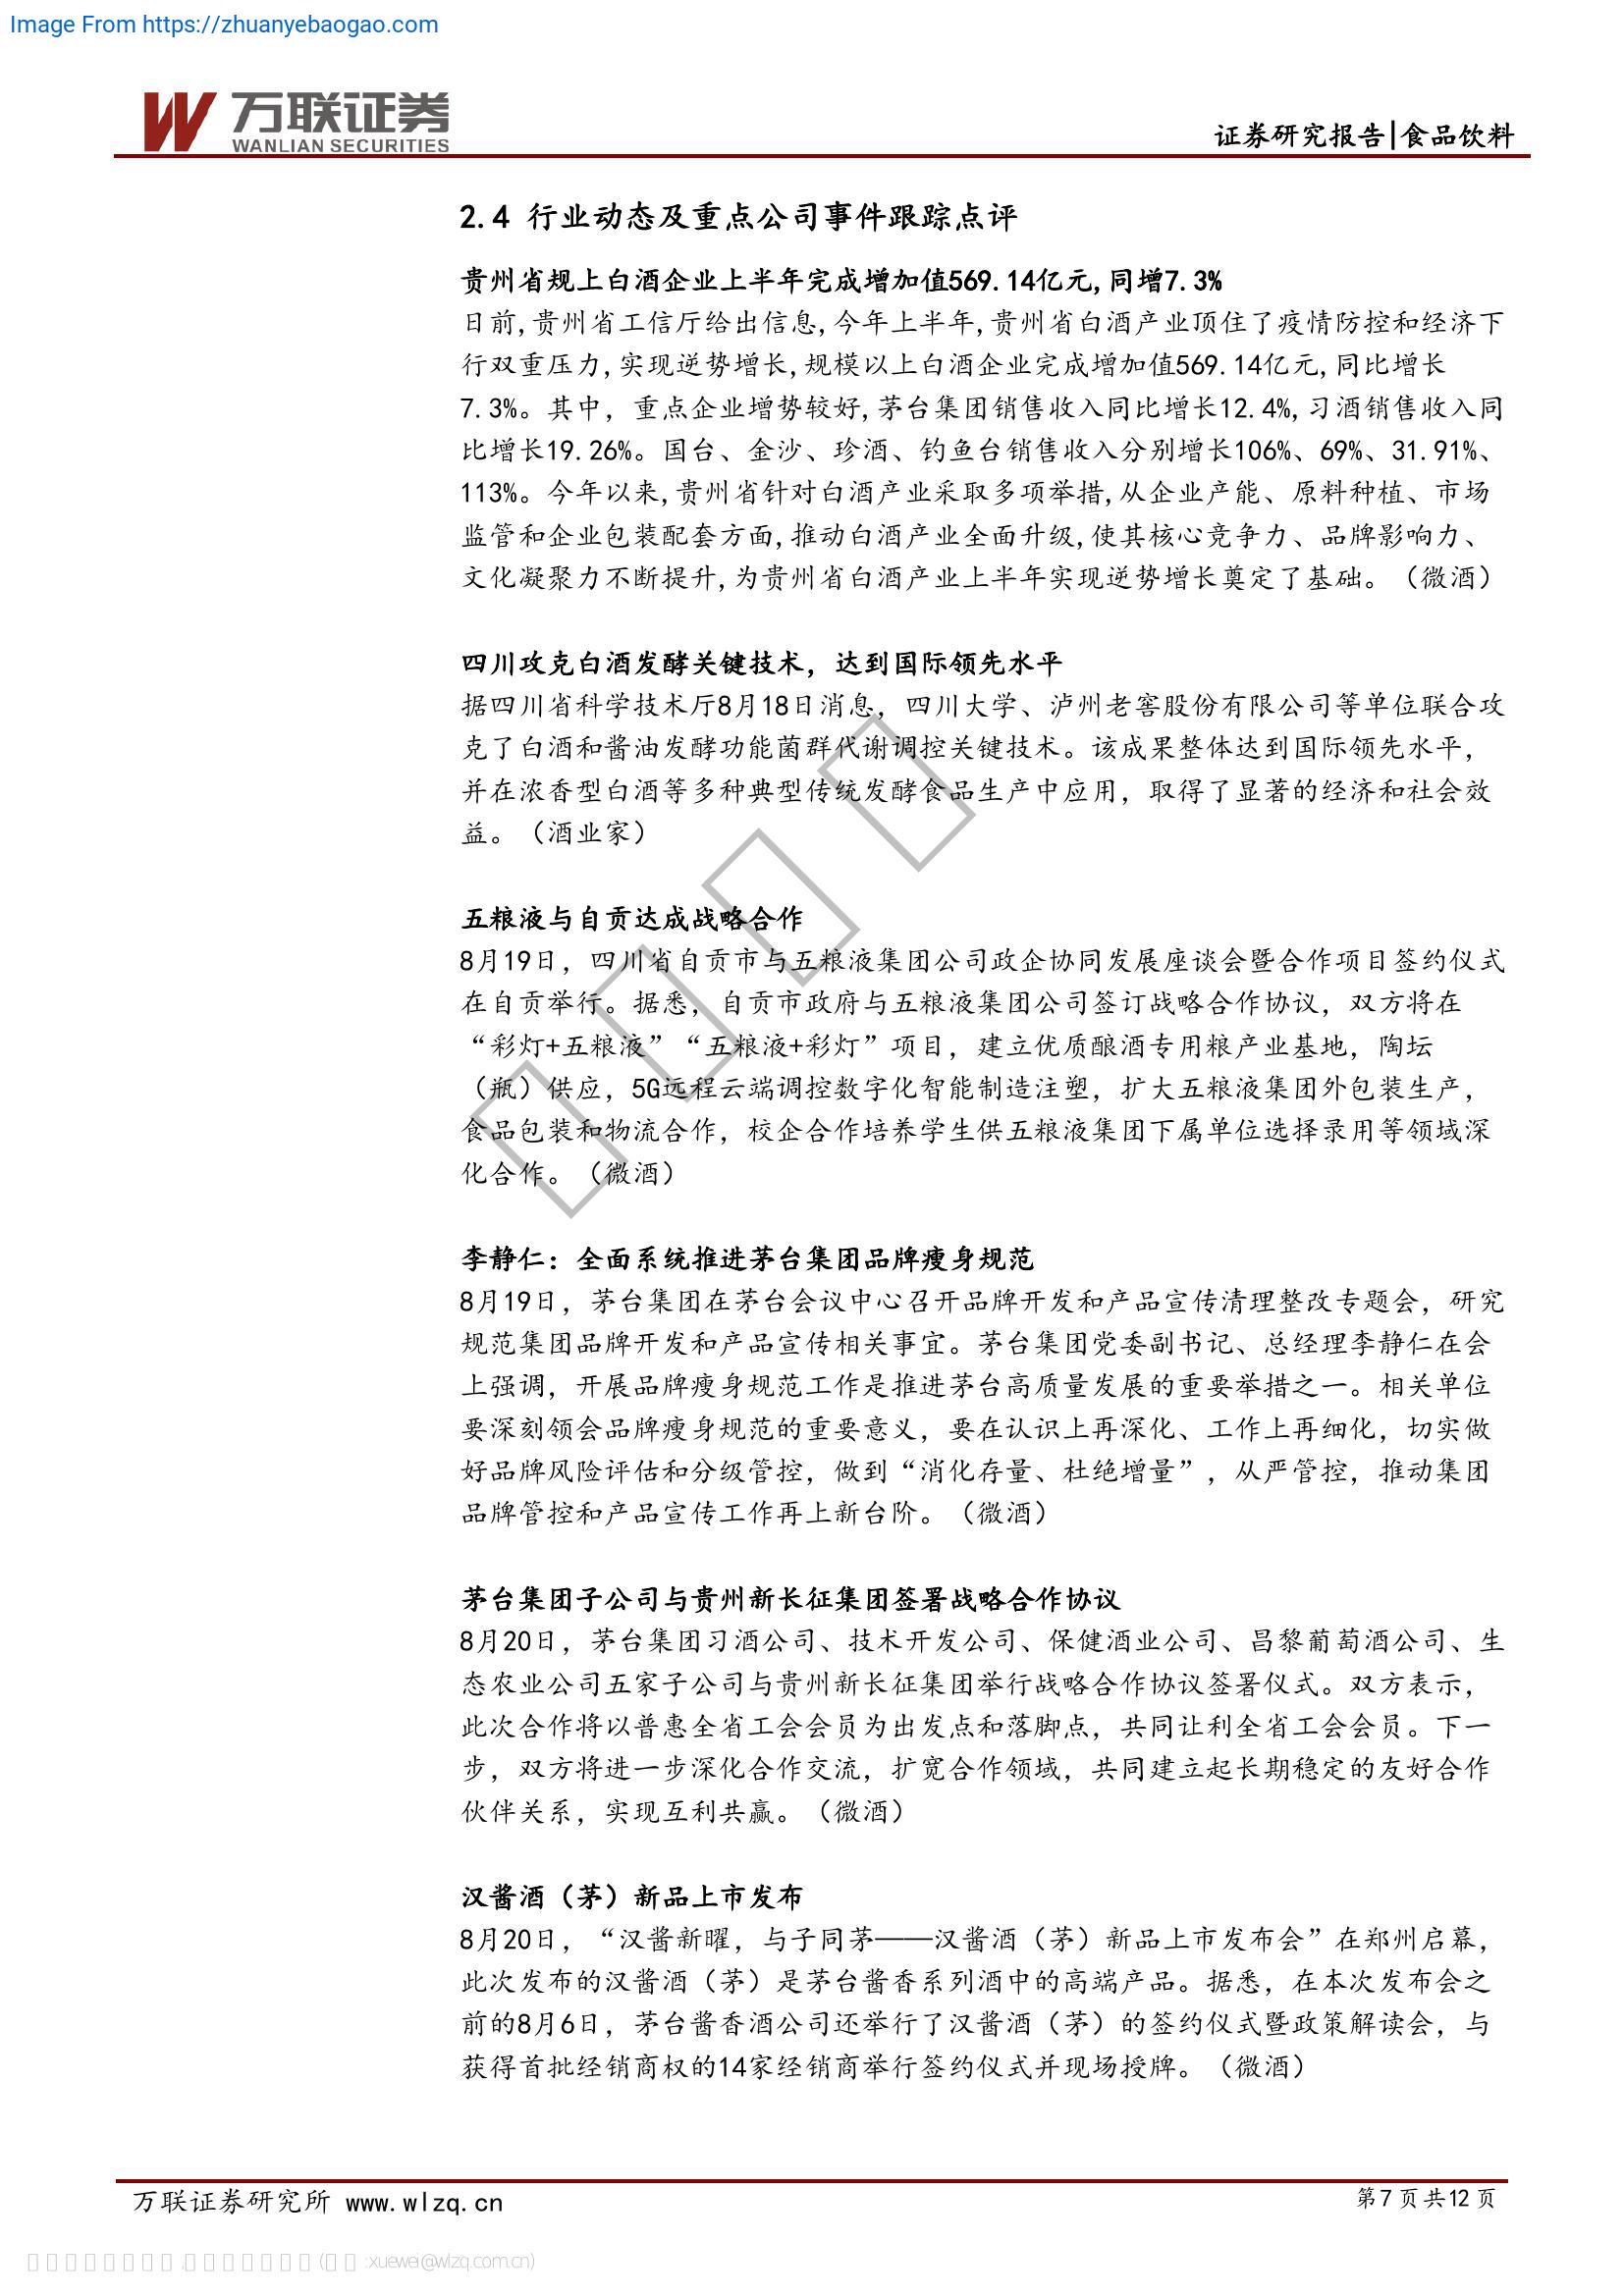 Image From https://zhuanyebaogao.com
万联证券
WANLIAN SECURITIES
证券研究报告|食品饮料
2.4 行业动态及重点公司事件跟踪点评
贵州省规上白酒企业上半年完成增加值569.14亿元,同增7.3%
日前,贵州省工信厅给出信息,今年上半年,贵州省白酒产业顶住了疫情防控和经济下
行双重压力,实现逆势增长,规模以上白酒企业完成增加值569.14亿元,同比增长
7.3%。其中，重点企业增势较好,茅台集团销售收入同比增长12.4%,习酒销售收入同
比增长19.26%。国台、金沙、珍酒、钓鱼台销售收入分别增长106%、69%、31.91%、
113%。今年以来,贵州省针对白酒产业采取多项举措,从企业产能、原料种植、市场
监管和企业包装配套方面,推动白酒产业全面升级,使其核心竞争力、品牌影响力、
文化凝聚力不断提升,为贵州省白酒产业上半年实现逆势增长奠定了基础。（微酒）
四川攻克白酒发酵关键技术，达到国际领先水平
据四川省科学技术厅8月18日消息，四川大学、泸州老窖股份有限公司等单位联合攻
克了白酒和酱油发酵功能菌群代谢调控关键技术。该成果整体达到国际领先水平，
并在浓香型白酒等多种典型传统发酵食品生产中应用，取得了显著的经济和社会效
益。（酒业家）
五粮液与自贡达成战略合作
8月19日，四川省自贡市与五粮液集团公司政企协同发展座谈会暨合作项目签约仪式
在自贡举行。据悉，自贡市政府与五粮液集团公司签订战略合作协议，双方将在
“彩灯+五粮液”“五粮液+彩灯”项目，建立优质酿酒专用粮产业基地，陶坛
（瓶）供应，5G远程云端调控数字化智能制造注塑，扩大五粮液集团外包装生产，
食品包装和物流合作，校企合作培养学生供五粮液集团下属单位选择录用等领域深
化合作。（微酒）
李静仁：全面系统推进茅台集团品牌瘦身规范
8月19日，茅台集团在茅台会议中心召开品牌开发和产品宣传清理整改专题会，研究
规范集团品牌开发和产品宣传相关事宜。茅台集团党委副书记、总经理李静仁在会
上强调，开展品牌瘦身规范工作是推进茅台高质量发展的重要举措之一。相关单位
要深刻领会品牌瘦身规范的重要意义，要在认识上再深化、工作上再细化，切实做
好品牌风险评估和分级管控，做到“消化存量、杜绝增量”，从严管控，推动集团
品牌管控和产品宣传工作再上新台阶。（微酒）
茅台集团子公司与贵州新长征集团签署战略合作协议
8月20日，茅台集团习酒公司、技术开发公司、保健酒业公司、昌黎葡萄酒公司、生
态农业公司五家子公司与贵州新长征集团举行战略合作协议签署仪式。双方表示，
此次合作将以普惠全省工会会员为出发点和落脚点，共同让利全省工会会员。下一
步，双方将进一步深化合作交流，扩宽合作领域，共同建立起长期稳定的友好合作
伙伴关系，实现互利共赢。（微酒）
汉酱酒（茅）新品上市发布
8月20日，“汉酱新曜，与子同茅——汉酱酒（茅）新品上市发布会”在郑州启幕，
此次发布的汉酱酒（茅）是茅台酱香系列酒中的高端产品。据悉，在本次发布会之
前的8月6日，茅台酱香酒公司还举行了汉酱酒（茅）的签约仪式暨政策解读会，与
获得首批经销商权的14家经销商举行签约仪式并现场授牌。（微酒）
万联证券研究所 www.wlzq.cn
第7页共12页
:xuewei@wlzq.com.cn)